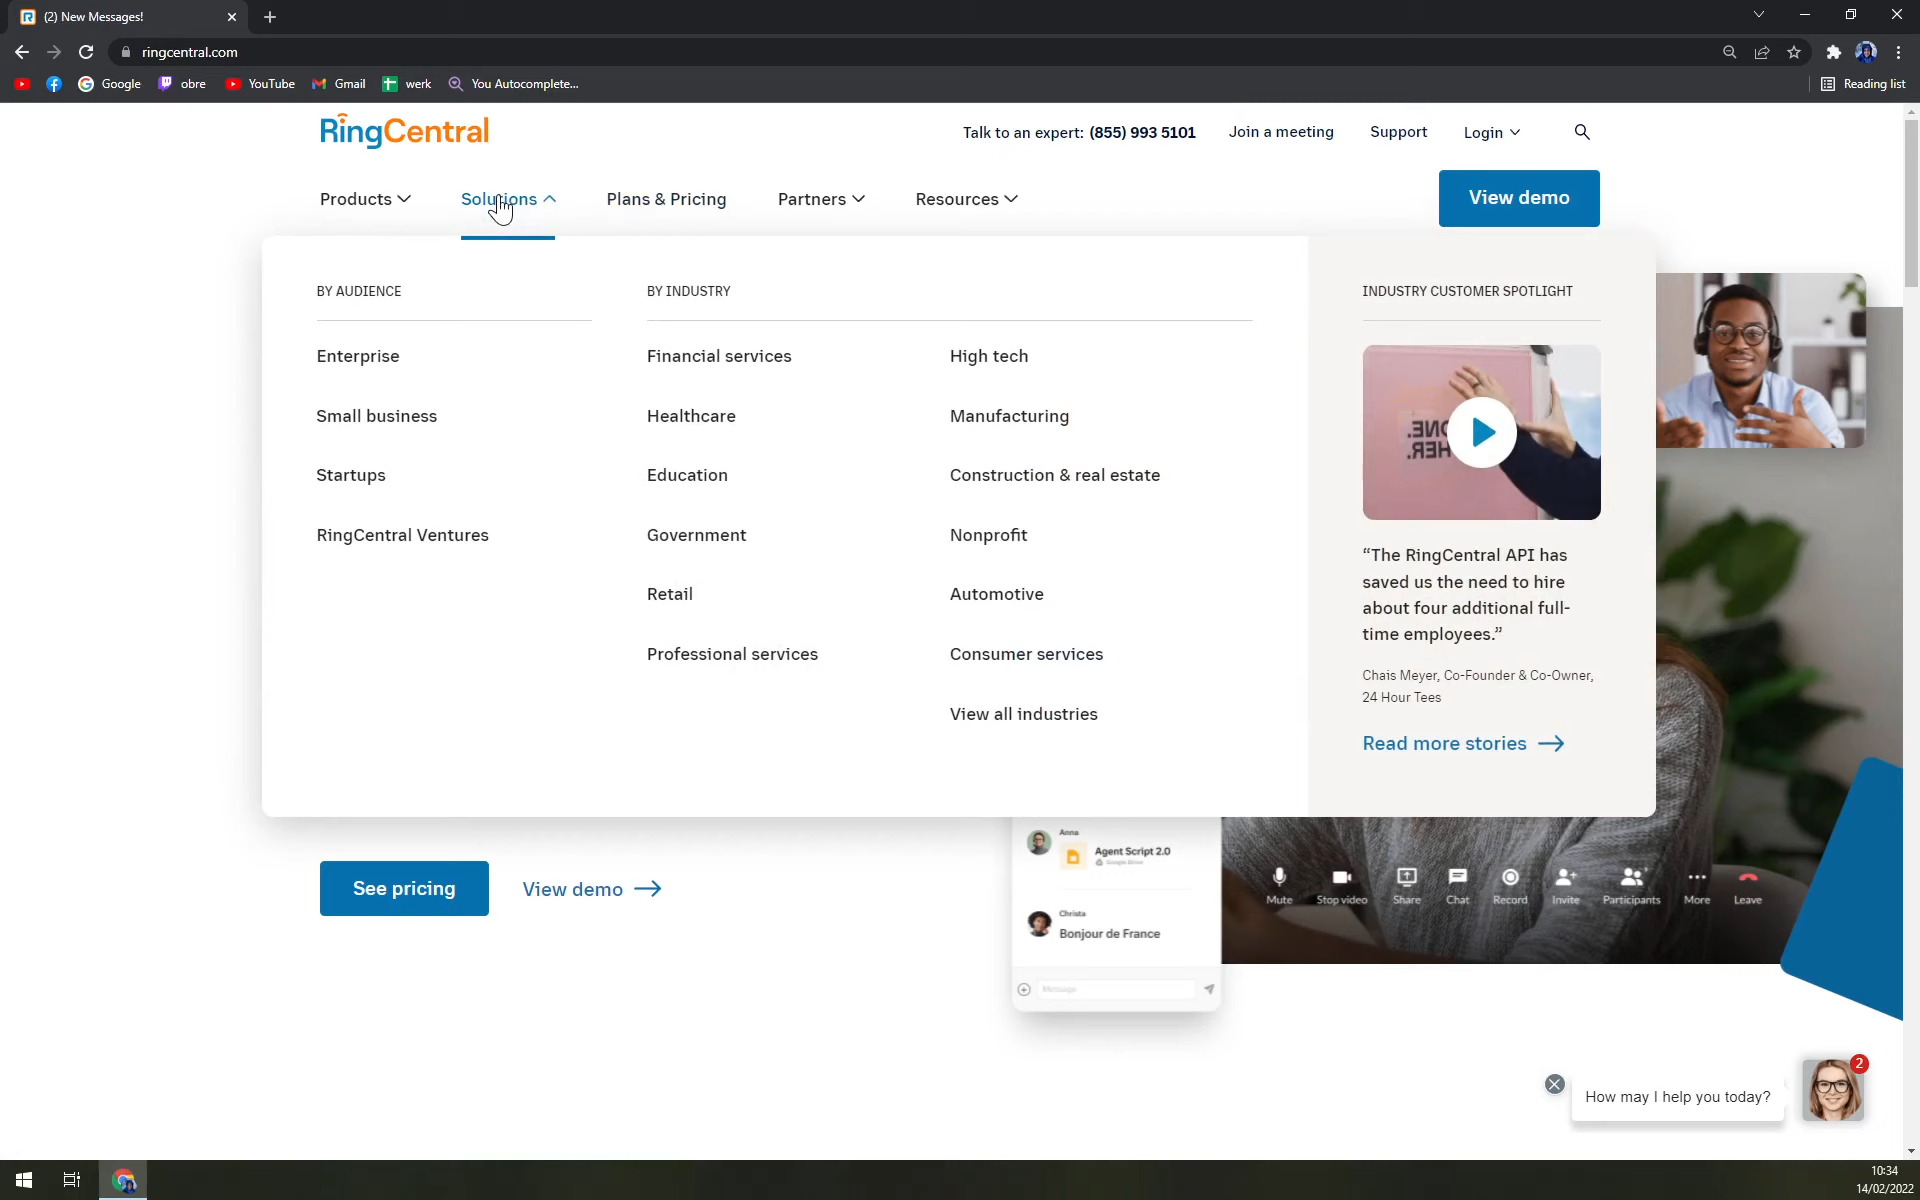 (2) New Messages!
ringcentral.com
Google
obre
YouTube
Gmail
werk
You Autocomplete...
Reading list
RingCentral
Talk to an expert: (855) 993 5101
Join a meeting
Support
Login
Products
Solutions
Plans & Pricing
Partners
Resources
View demo
BY AUDIENCE
Enterprise
Small business
Startups
RingCentral Ventures
BY INDUSTRY
Financial services
Healthcare
Education
Government
Retail
Professional services
High tech
Manufacturing
Construction & real estate
Nonprofit
Automotive
Consumer services
View all industries
INDUSTRY CUSTOMER SPOTLIGHT
“The RingCentral API has
saved us the need to hire
about four additional full-
time employees.”
Chais Meyer, Co-Founder & Co-Owner,
24 Hour Tees
Read more stories
See pricing
View demo
Anna
Agent Script 2.0
Google Drive
Christa
Bonjour de France
Message
Mute
Stop video
Share
Chat
Record
Invite
Participants
More
Leave
How may I help you today?
2
10:34
14/02/2022